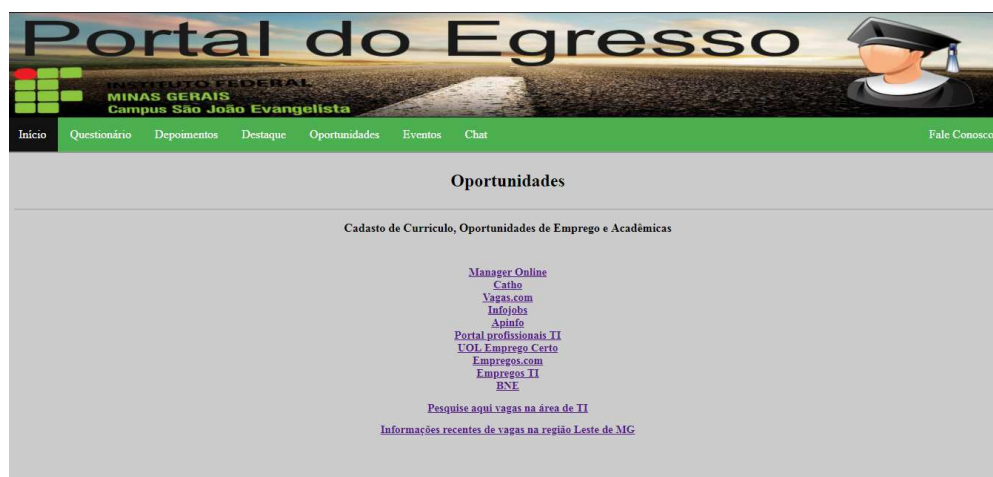 Portal do Egresso
INSTITUTO FEDERAL
MINAS GERAIS
Campus São João Evangelista
Início Questionário Depoimentos Destaque Oportunidades Eventos Chat Fale Conosco
Oportunidades
Cadasto de Curriculo, Oportunidades de Emprego e Acadêmicas
Manager Online
Catho
Vagas.com
Infojobs
Apinfo
Portal profissionais TI
UOL Emprego Certo
Empregos.com
Empregos TI
BNE
Pesquise aqui vagas na área de TI
Informações recentes de vagas na região Leste de MG